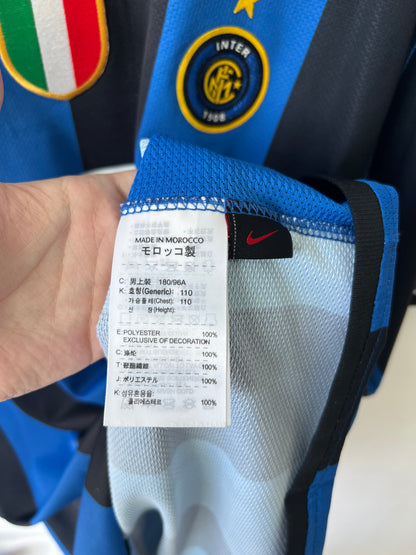 INTER
1908
MADE IN MOROCCO
モロッコ製
C: 男上装 180/96A
K: 호칭(Generic): 110
가슴둘레(Chest): 110
신 장(Height):
E: POLYESTER 100%
EXCLUSIVE OF DECORATION
C: 涤纶 100%
T: 聚酯纖維 100%
J: ポリエステル 100%
K: 섬유혼용율
폴리에스테르 100%